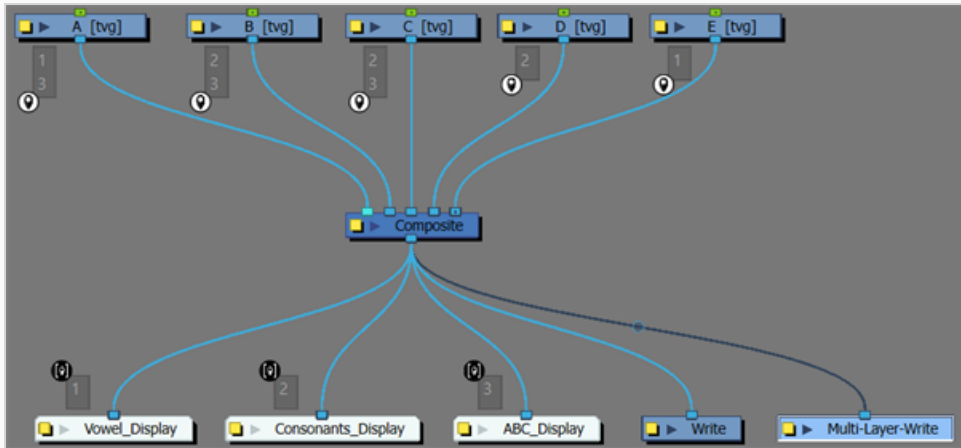 A [tvg]
B [tvg]
C [tvg]
D [tvg]
E [tvg]
1
3
2
3
2
3
2
1
Composite
1
2
3
Vowel_Display
Consonants_Display
ABC_Display
Write
Multi-Layer-Write